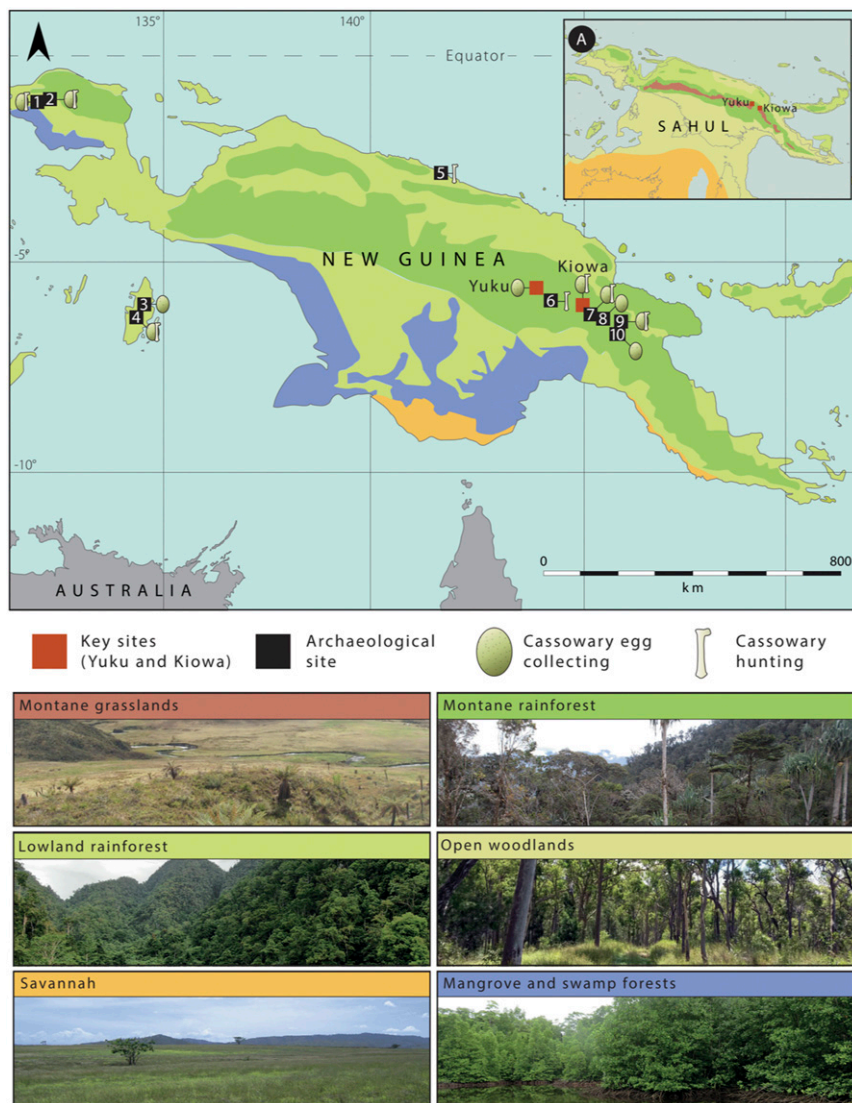 135°
140°
Equator
A
Yuku
Kiowa
SAHUL
1
2
5
-5°
NEW GUINEA
Kiowa
Yuku
3
4
6
7
8
9
10
-10°
0
800
km
AUSTRALIA
Key sites
(Yuku and Kiowa)
Archaeological
site
Cassowary egg
collecting
Cassowary
hunting
Montane grasslands
Montane rainforest
Lowland rainforest
Open woodlands
Savannah
Mangrove and swamp forests